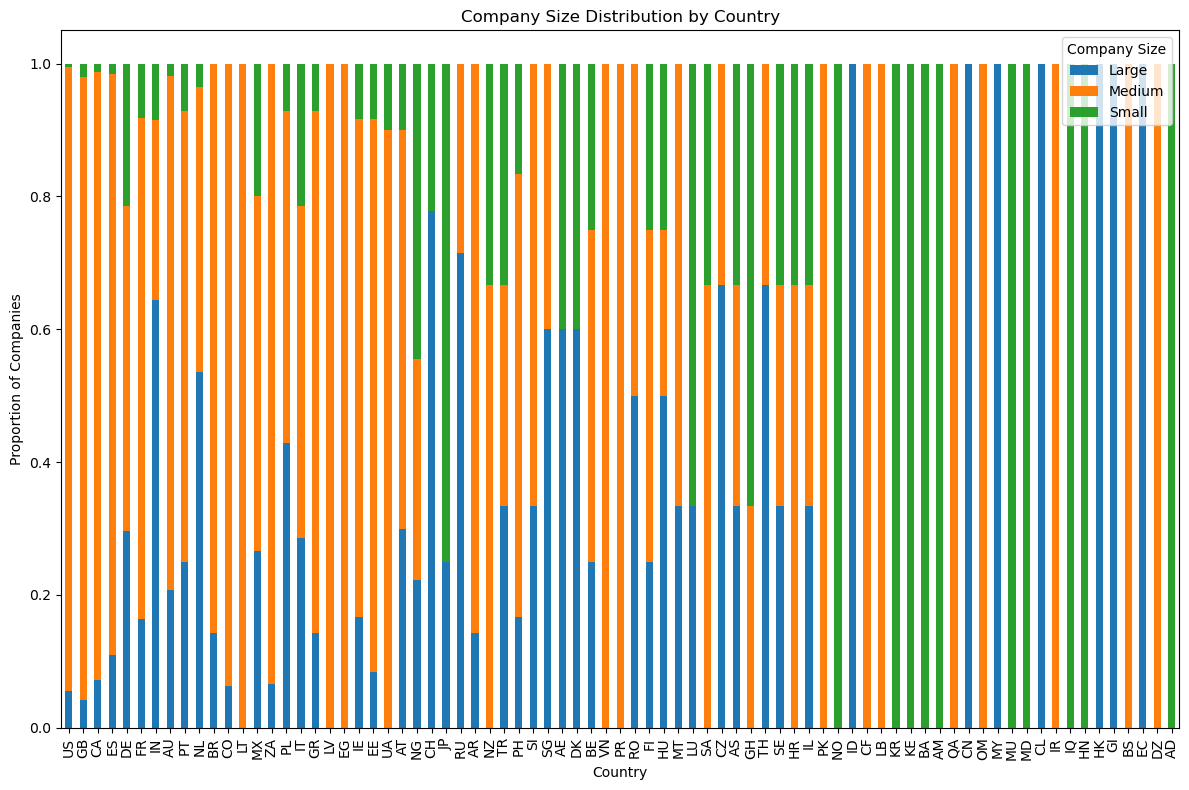 Company Size Distribution by Country
Company Size
Large
Medium
Small
Proportion of Companies
1.0
0.8
0.6
0.4
0.2
0.0
US GB CA ES DE FR IN AU PT NL BR CO LT MX ZA PL IT GR LV EG IE EE UA AT NG CH JP RU AR NZ TR PH SI SG AE DK BE VN PR RO FI HU MT LU SA CZ AS GH TH SE HR IL PK NO ID CF LB KR KE BA AM QA CN OM MY MU MD CL IR IQ HN HK GI BS EC DZ AD
Country